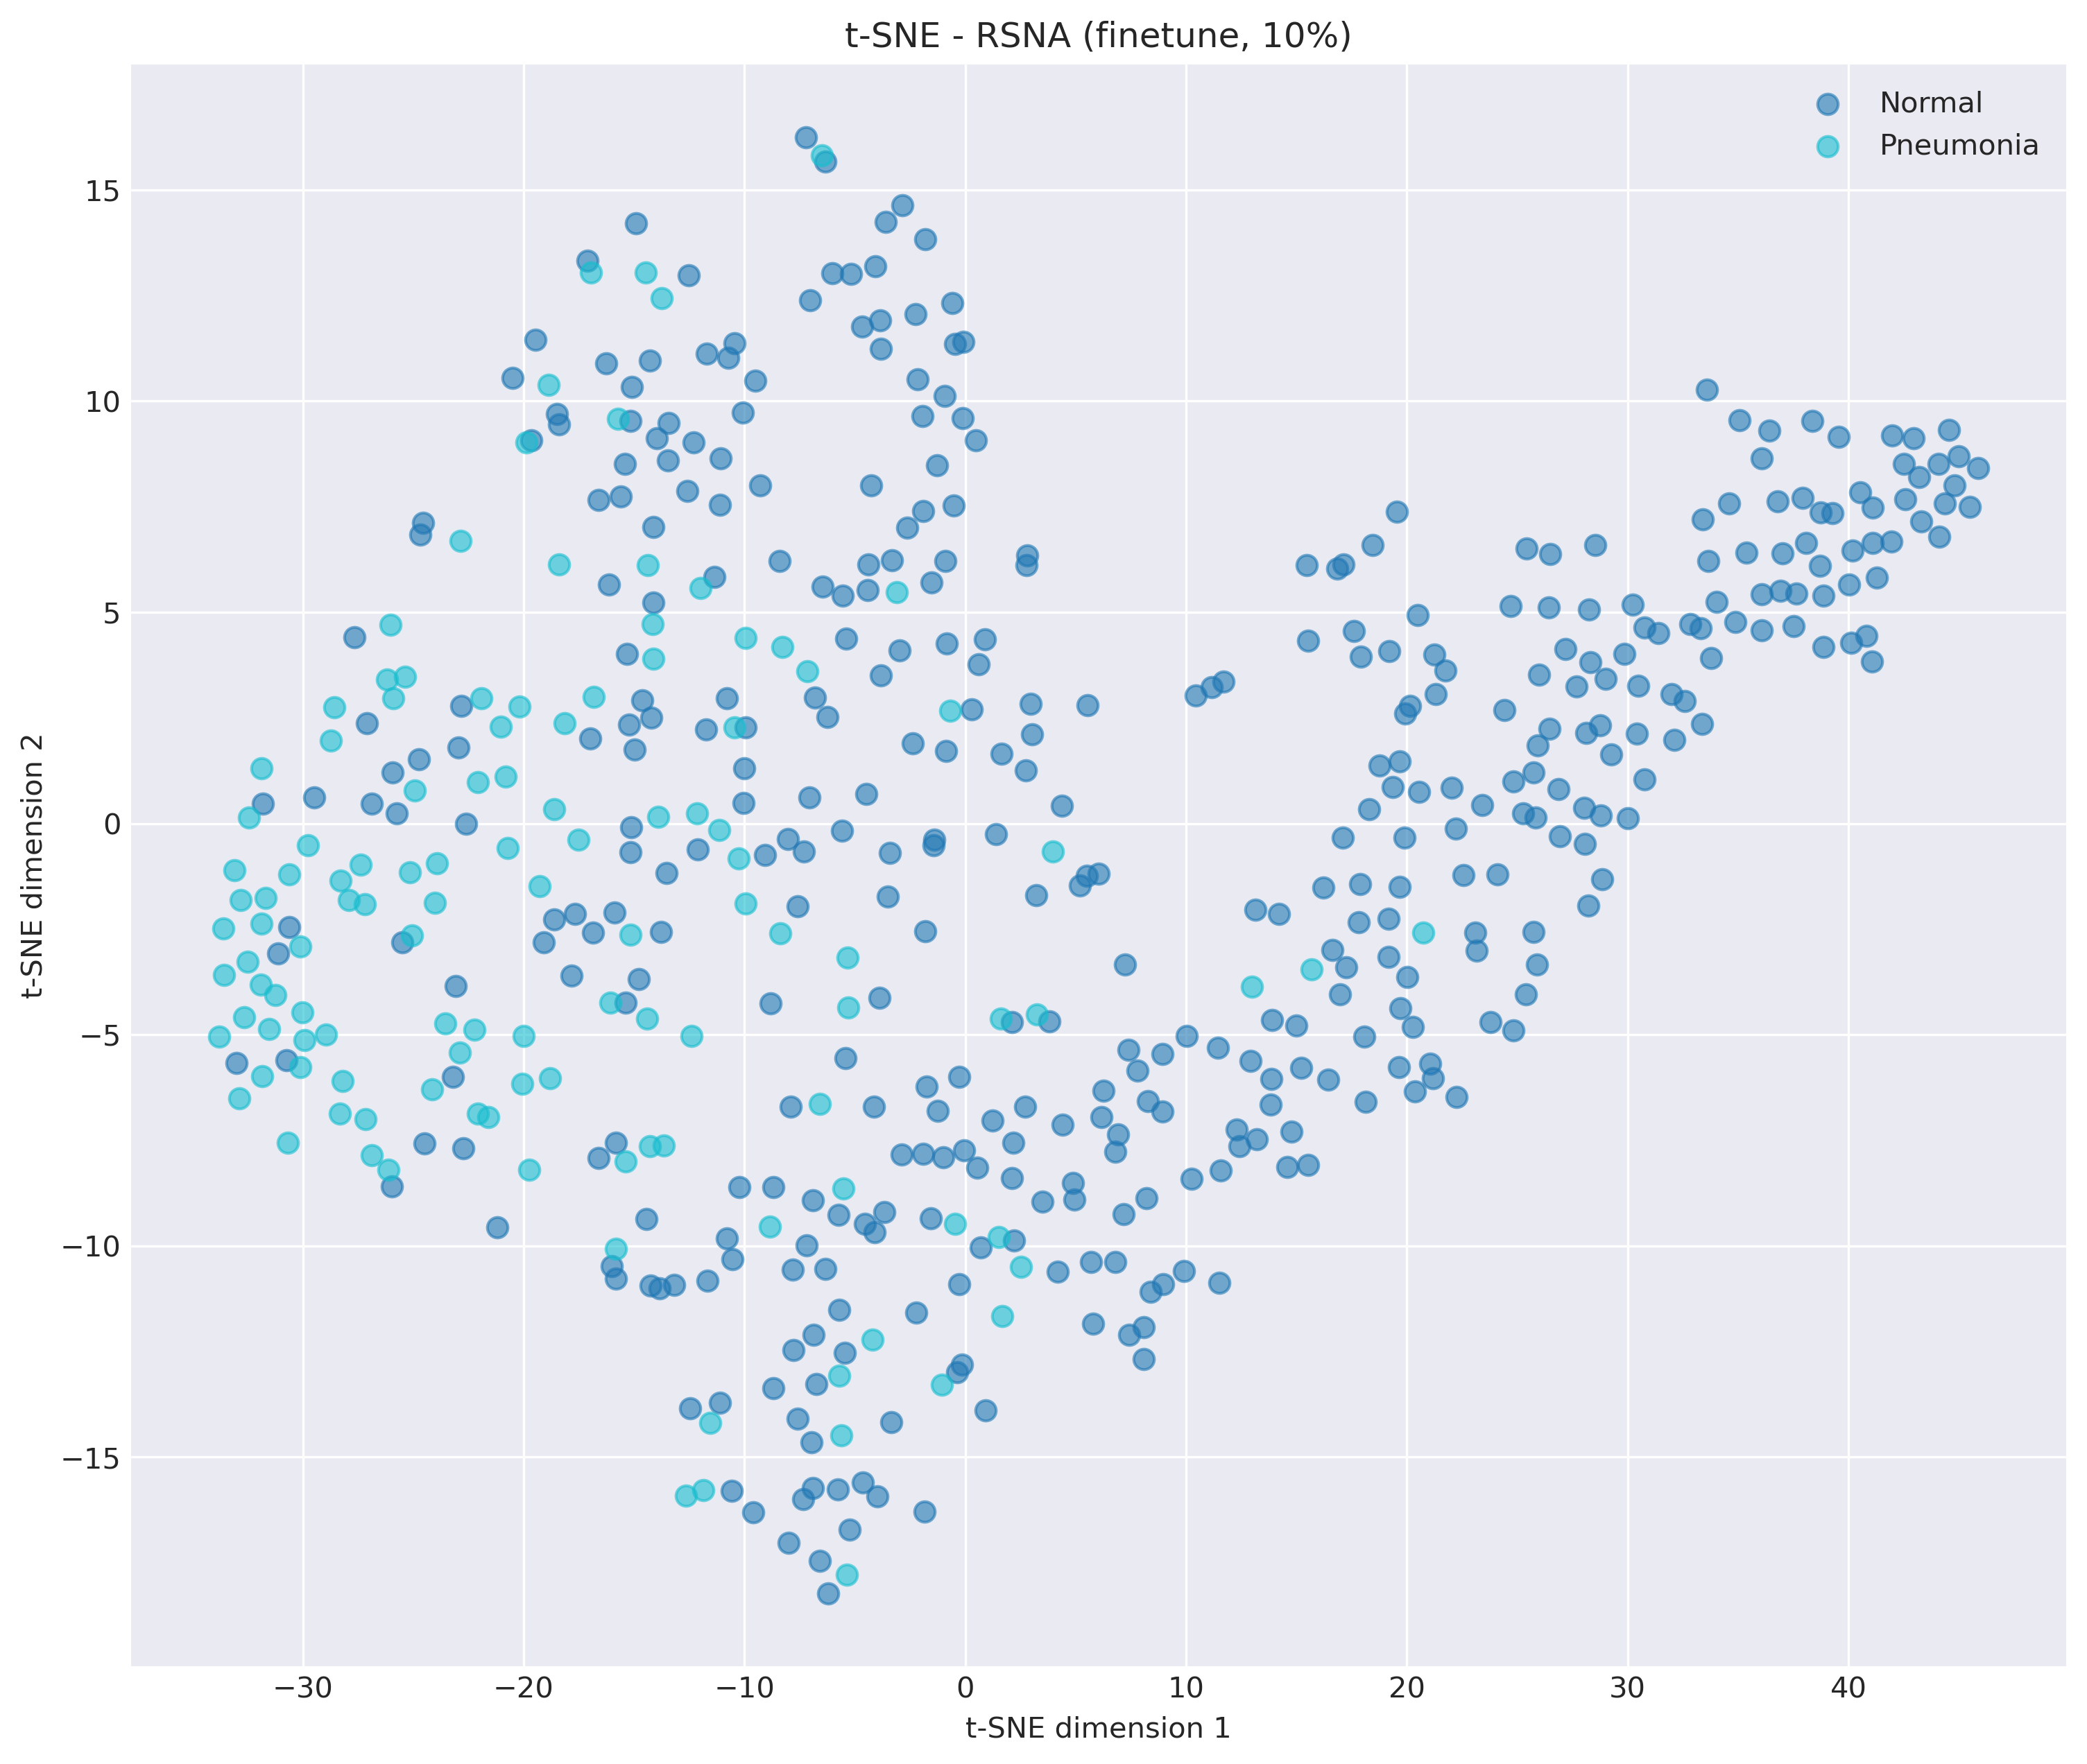 t-SNE - RSNA (finetune, 10%)
Normal
Pneumonia
15
10
5
0
−5
−10
−15
t-SNE dimension 2
−30 −20 −10 0 10 20 30 40
t-SNE dimension 1